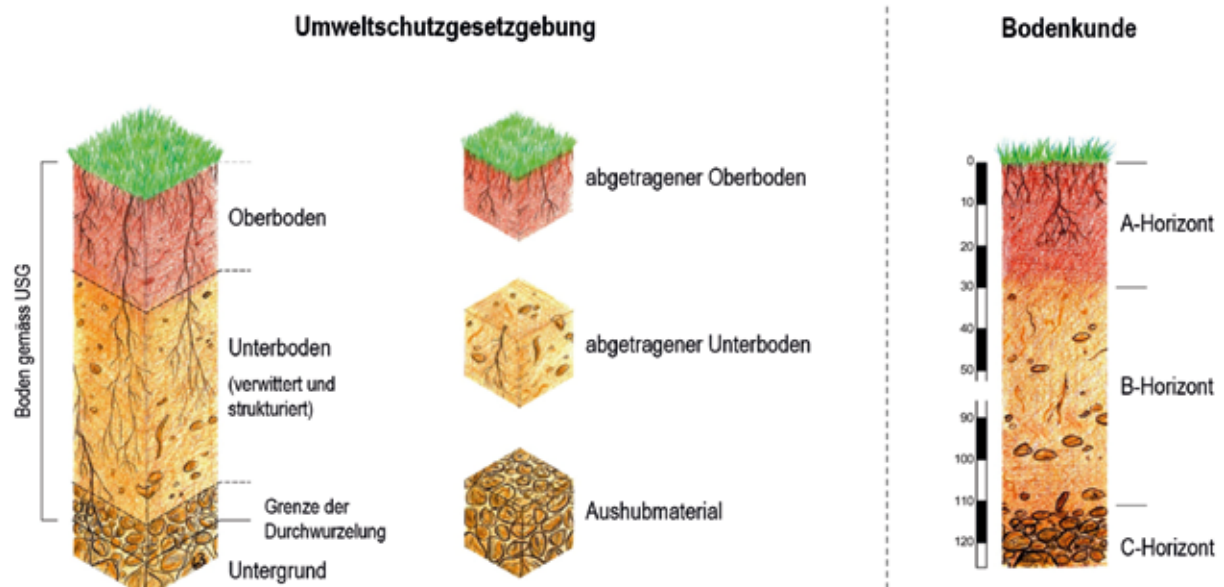 Umweltschutzgesetzgebung
Boden gemäss USG
Oberboden
Unterboden
(verwittert und
strukturiert)
Grenze der
Durchwurzelung
Untergrund
abgetragener Oberboden
abgetragener Unterboden
Aushubmaterial
Bodenkunde
0
10
20
30
40
50
90
100
110
120
A-Horizont
B-Horizont
C-Horizont